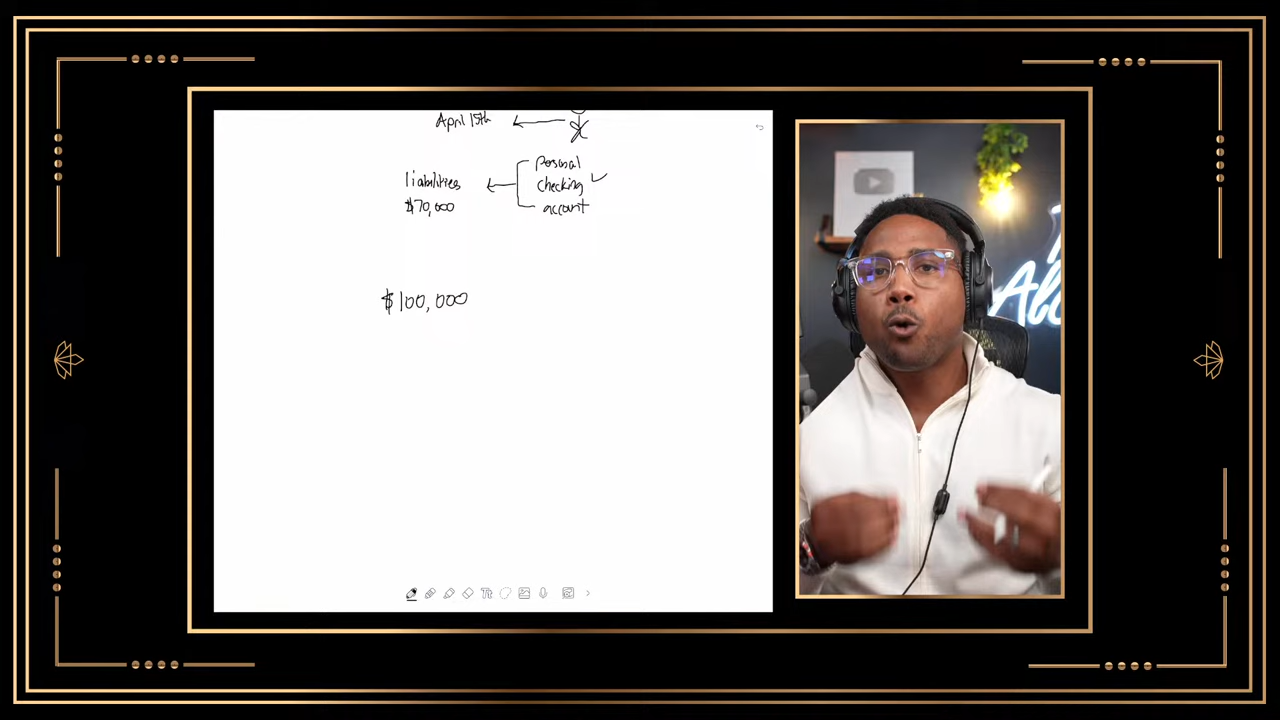 April 15th
personal
liabilities
checking
$70,000
account
$100,000